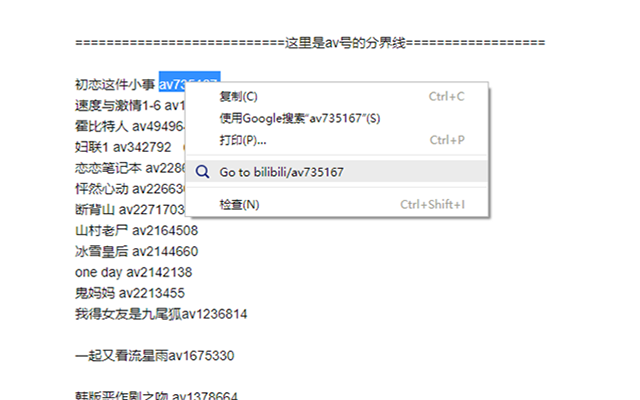 ===========================这里是av号的分界线==================
初恋这件小事 av735167
速度与激情1-6 av1
霍比特人 av49496
妇联1 av342792
恋恋笔记本 av2286
怦然心动 av226630
断背山 av2271703
山村老尸 av2164508
冰雪皇后 av2144660
one day av2142138
鬼妈妈 av2213455
我得女友是九尾狐av1236814
一起又看流星雨av1675330
韩版恶作剧之吻 av1378664
复制(C) Ctrl+C
使用Google搜索“av735167”(S)
打印(P)... Ctrl+P
Go to bilibili/av735167
检查(N) Ctrl+Shift+I